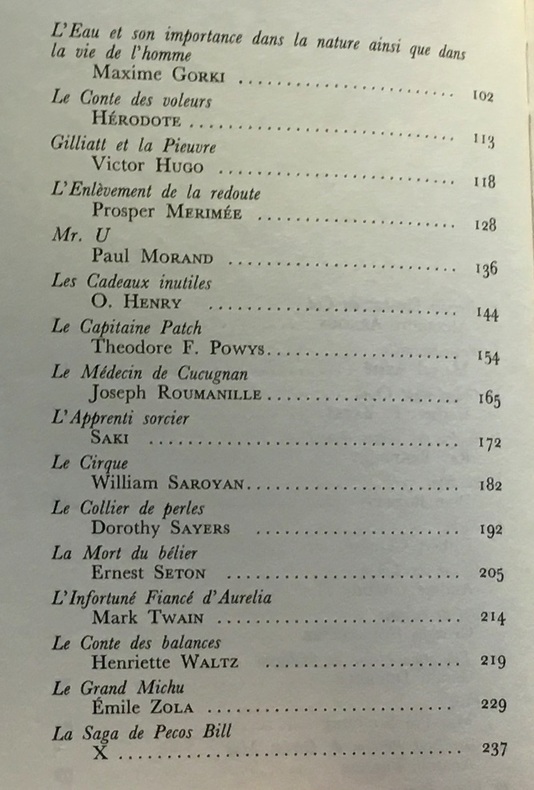 L'Eau et son importance dans la nature ainsi que dans
la vie de l'homme
Maxime GORKI .................... 102
Le Conte des voleurs
HÉRODOTE .................... 113
Gilliatt et la Pieuvre
Victor HUGO .................... 118
L'Enlèvement de la redoute
Prosper MERIMÉE .................... 128
Mr. U
Paul MORAND .................... 136
Les Cadeaux inutiles
O. HENRY .................... 144
Le Capitaine Patch
Theodore F. POWYS .................... 154
Le Médecin de Cucugnan
Joseph ROUMANILLE .................... 165
L'Apprenti sorcier
SAKI .................... 172
Le Cirque
William SAROYAN .................... 182
Le Collier de perles
Dorothy SAYERS .................... 192
La Mort du bélier
Ernest SETON .................... 205
L'Infortuné Fiancé d'Aurelia
Mark TWAIN .................... 214
Le Conte des balances
Henriette WALTZ .................... 219
Le Grand Michu
Émile ZOLA .................... 229
La Saga de Pecos Bill
X .................... 237